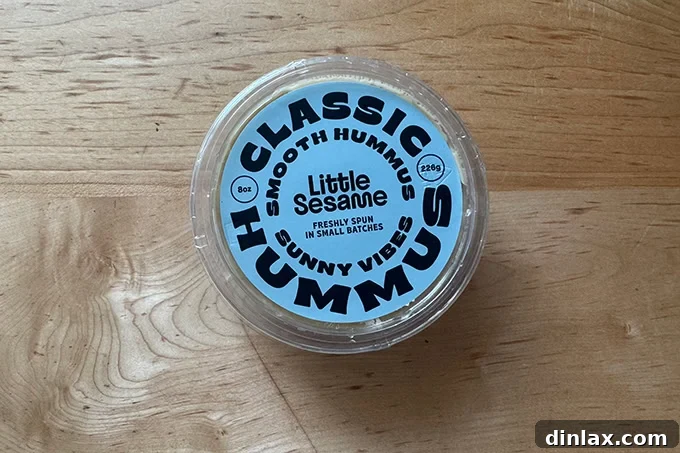 CLASSIC
SMOOTH HUMMUS
8oz
226g
Little
Sesame
FRESHLY SPUN
IN SMALL BATCHES
SUNNY VIBES
HUMMUS
dinlax.com